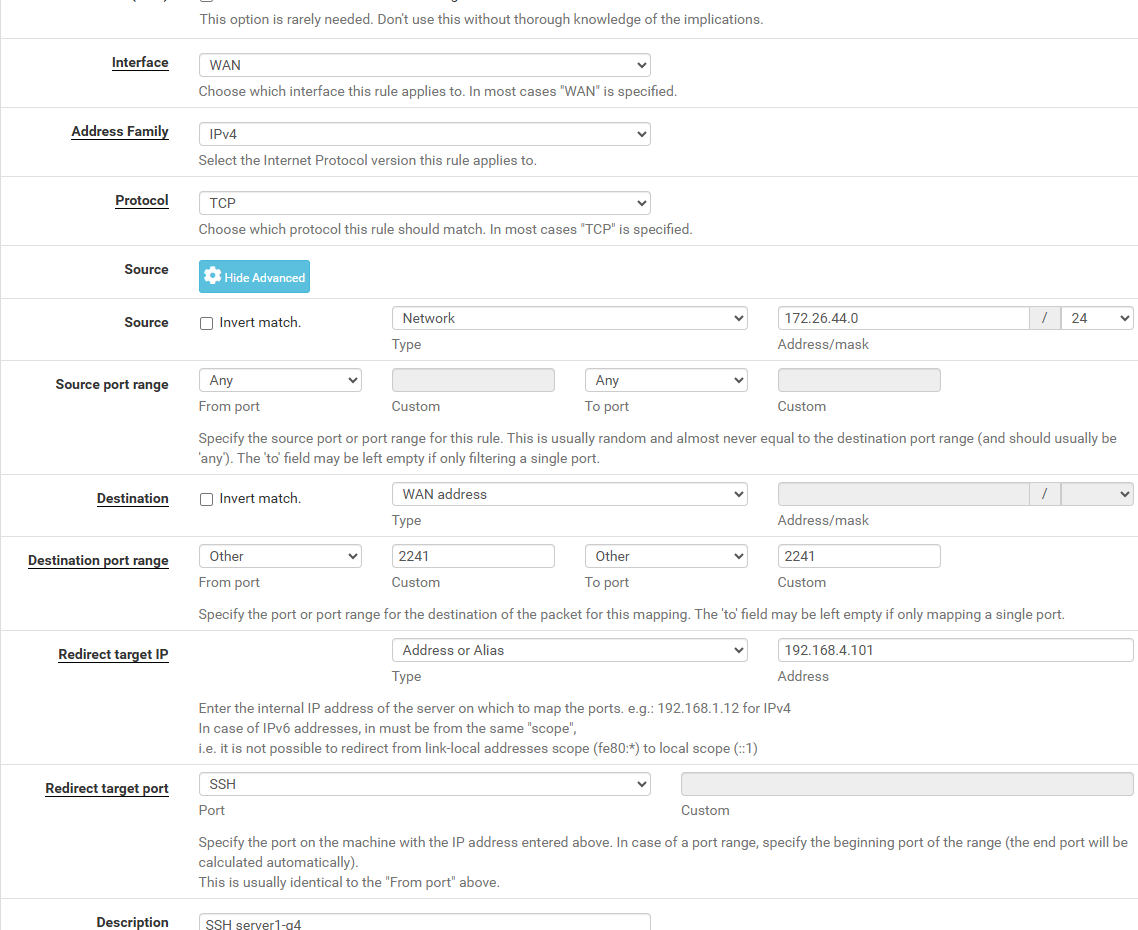 This option is rarely needed. Don't use this without thorough knowledge of the implications.
Interface
WAN
Choose which interface this rule applies to. In most cases "WAN" is specified.
Address Family
IPv4
Select the Internet Protocol version this rule applies to.
Protocol
TCP
Choose which protocol this rule should match. In most cases "TCP" is specified.
Source
Hide Advanced
Source Invert match. Network 172.26.44.0 / 24
Type Address/mask
Source port range Any Any
From port Custom To port Custom
Specify the source port or port range for this rule. This is usually random and almost never equal to the destination port range (and should usually be
'any'). The 'to' field may be left empty if only filtering a single port.
Destination Invert match. WAN address /
Type Address/mask
Destination port range Other 2241 Other 2241
From port Custom To port Custom
Specify the port or port range for the destination of the packet for this mapping. The 'to' field may be left empty if only mapping a single port.
Redirect target IP Address or Alias 192.168.4.101
Type Address
Enter the internal IP address of the server on which to map the ports. e.g.: 192.168.1.12 for IPv4
In case of IPv6 addresses, in must be from the same "scope",
i.e. it is not possible to redirect from link-local addresses scope (fe80:*) to local scope (::1)
Redirect target port SSH
Port Custom
Specify the port on the machine with the IP address entered above. In case of a port range, specify the beginning port of the range (the end port will be
calculated automatically).
This is usually identical to the "From port" above.
Description SSH